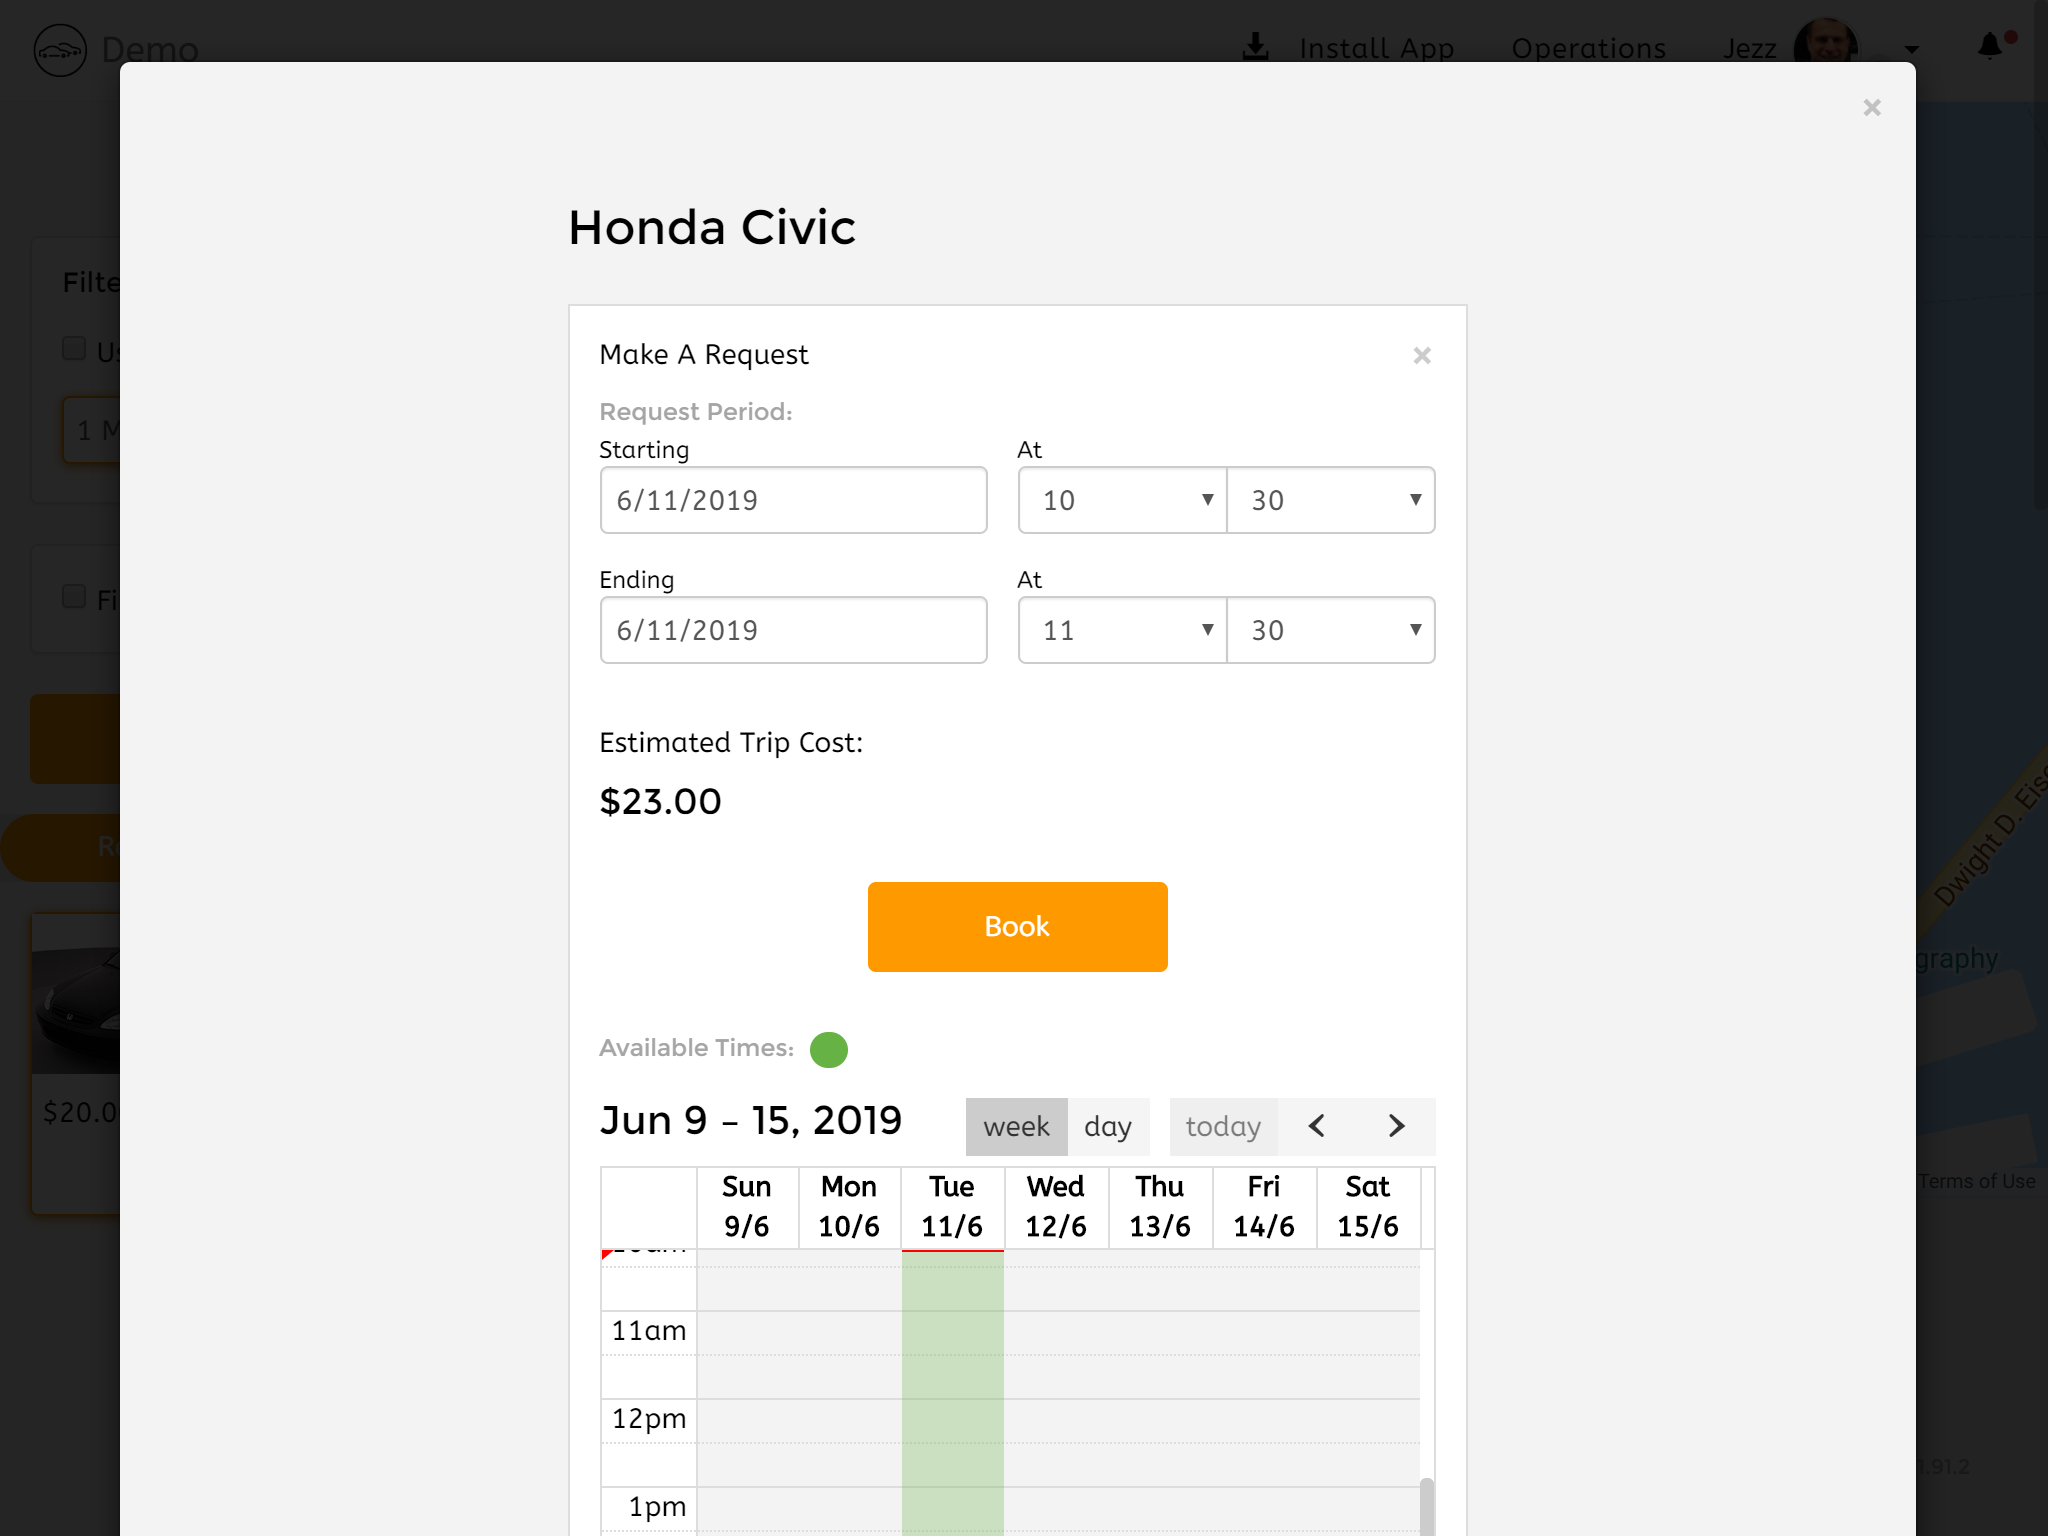 Demo
Install App Operations Jezz
Honda Civic
Filte
Us
1 M
Fi
$20.0
Make A Request
Request Period:
Starting At
6/11/2019 10 30
Ending At
6/11/2019 11 30
Estimated Trip Cost:
$23.00
Book
Available Times:
Jun 9 – 15, 2019 week day today
Sun Mon Tue Wed Thu Fri Sat
9/6 10/6 11/6 12/6 13/6 14/6 15/6
11am
12pm
1pm
Dwight D. Eis
graphy
Terms of Use
1.91.2